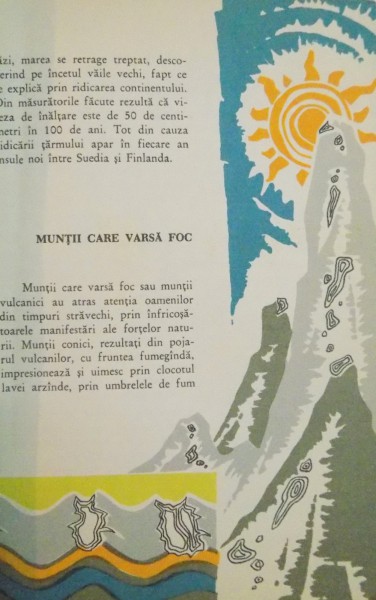 ăzi, marea se retrage treptat, desco-
erind pe încetul văile vechi, fapt ce
e explică prin ridicarea continentului.
Din măsurătorile făcute rezultă că vi-
eza de înălțare este de 50 de centi-
metri în 100 de ani. Tot din cauza
idicării țărmului apar în fiecare an
nsule noi între Suedia și Finlanda.
MUNȚII CARE VARSĂ FOC
Munții care varsă foc sau munții
vulcanici au atras atenția oamenilor
din timpuri străvechi, prin înfricoșă-
toarele manifestări ale forțelor natu-
rii. Munții conici, rezultați din poja-
rul vulcanilor, cu fruntea fumegîndă,
impresionează și uimesc prin clocotul
lavei arzînde, prin umbrelele de fum